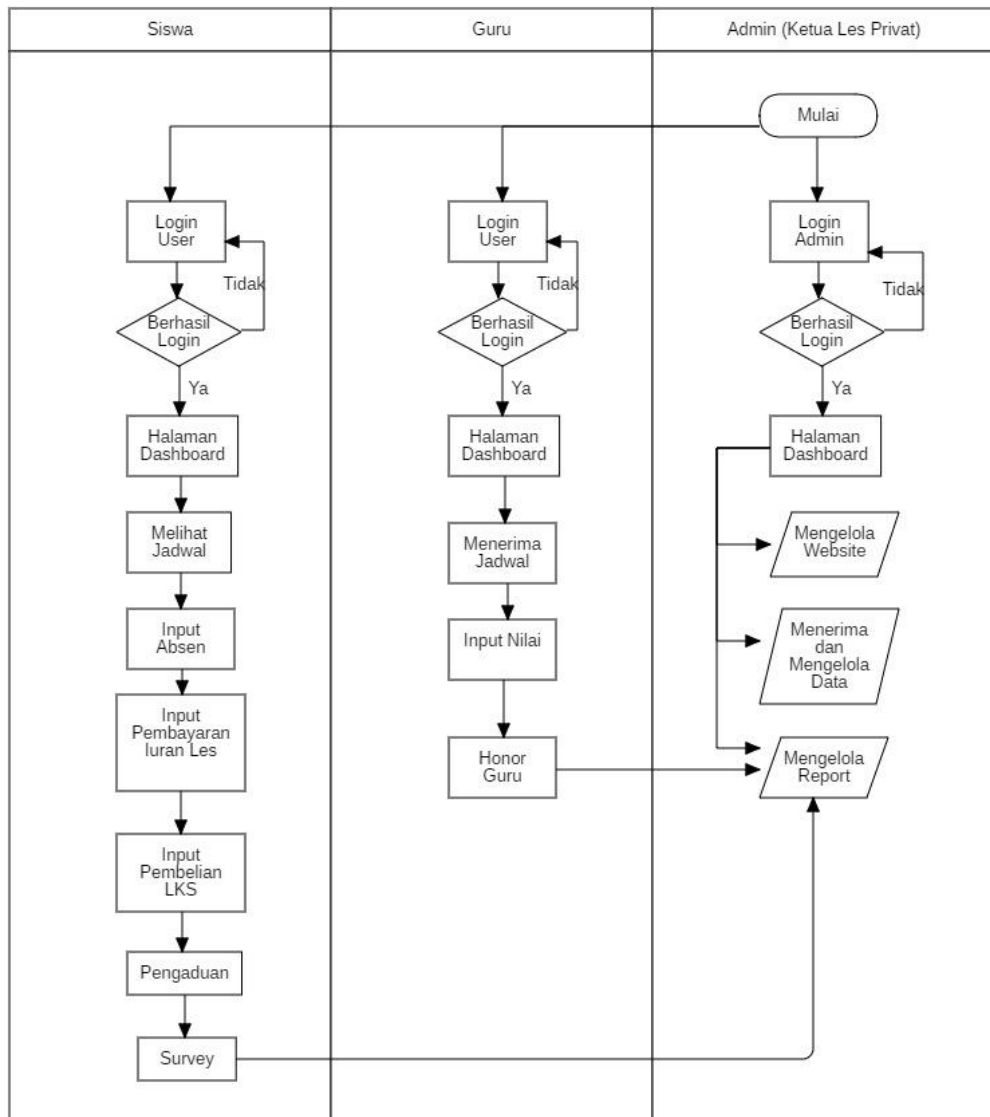 Siswa
Guru
Admin (Ketua Les Privat)
Mulai
Login
User
Tidak
Berhasil
Login
Ya
Halaman
Dashboard
Melihat
Jadwal
Input
Absen
Input
Pembayaran
Iuran Les
Input
Pembelian
LKS
Pengaduan
Survey
Login
User
Tidak
Berhasil
Login
Ya
Halaman
Dashboard
Menerima
Jadwal
Input Nilai
Honor
Guru
Login
Admin
Tidak
Berhasil
Login
Ya
Halaman
Dashboard
Mengelola
Website
Menerima
dan
Mengelola
Data
Mengelola
Report